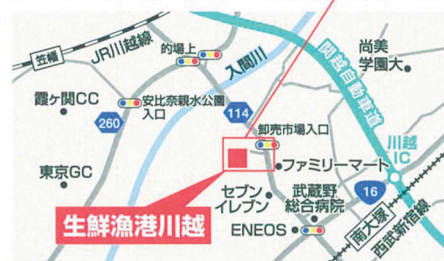 笠幡
JR川越線
的場上
入間川
関越自動車道
尚美
学園大
霞ヶ関CC
安比奈親水公園
入口
260
114
卸売市場入口
川越
IC
東京GC
ファミリーマート
セブン
イレブン
武蔵野
総合病院
16
生鮮漁港川越
ENEOS
南大塚
西武新宿線